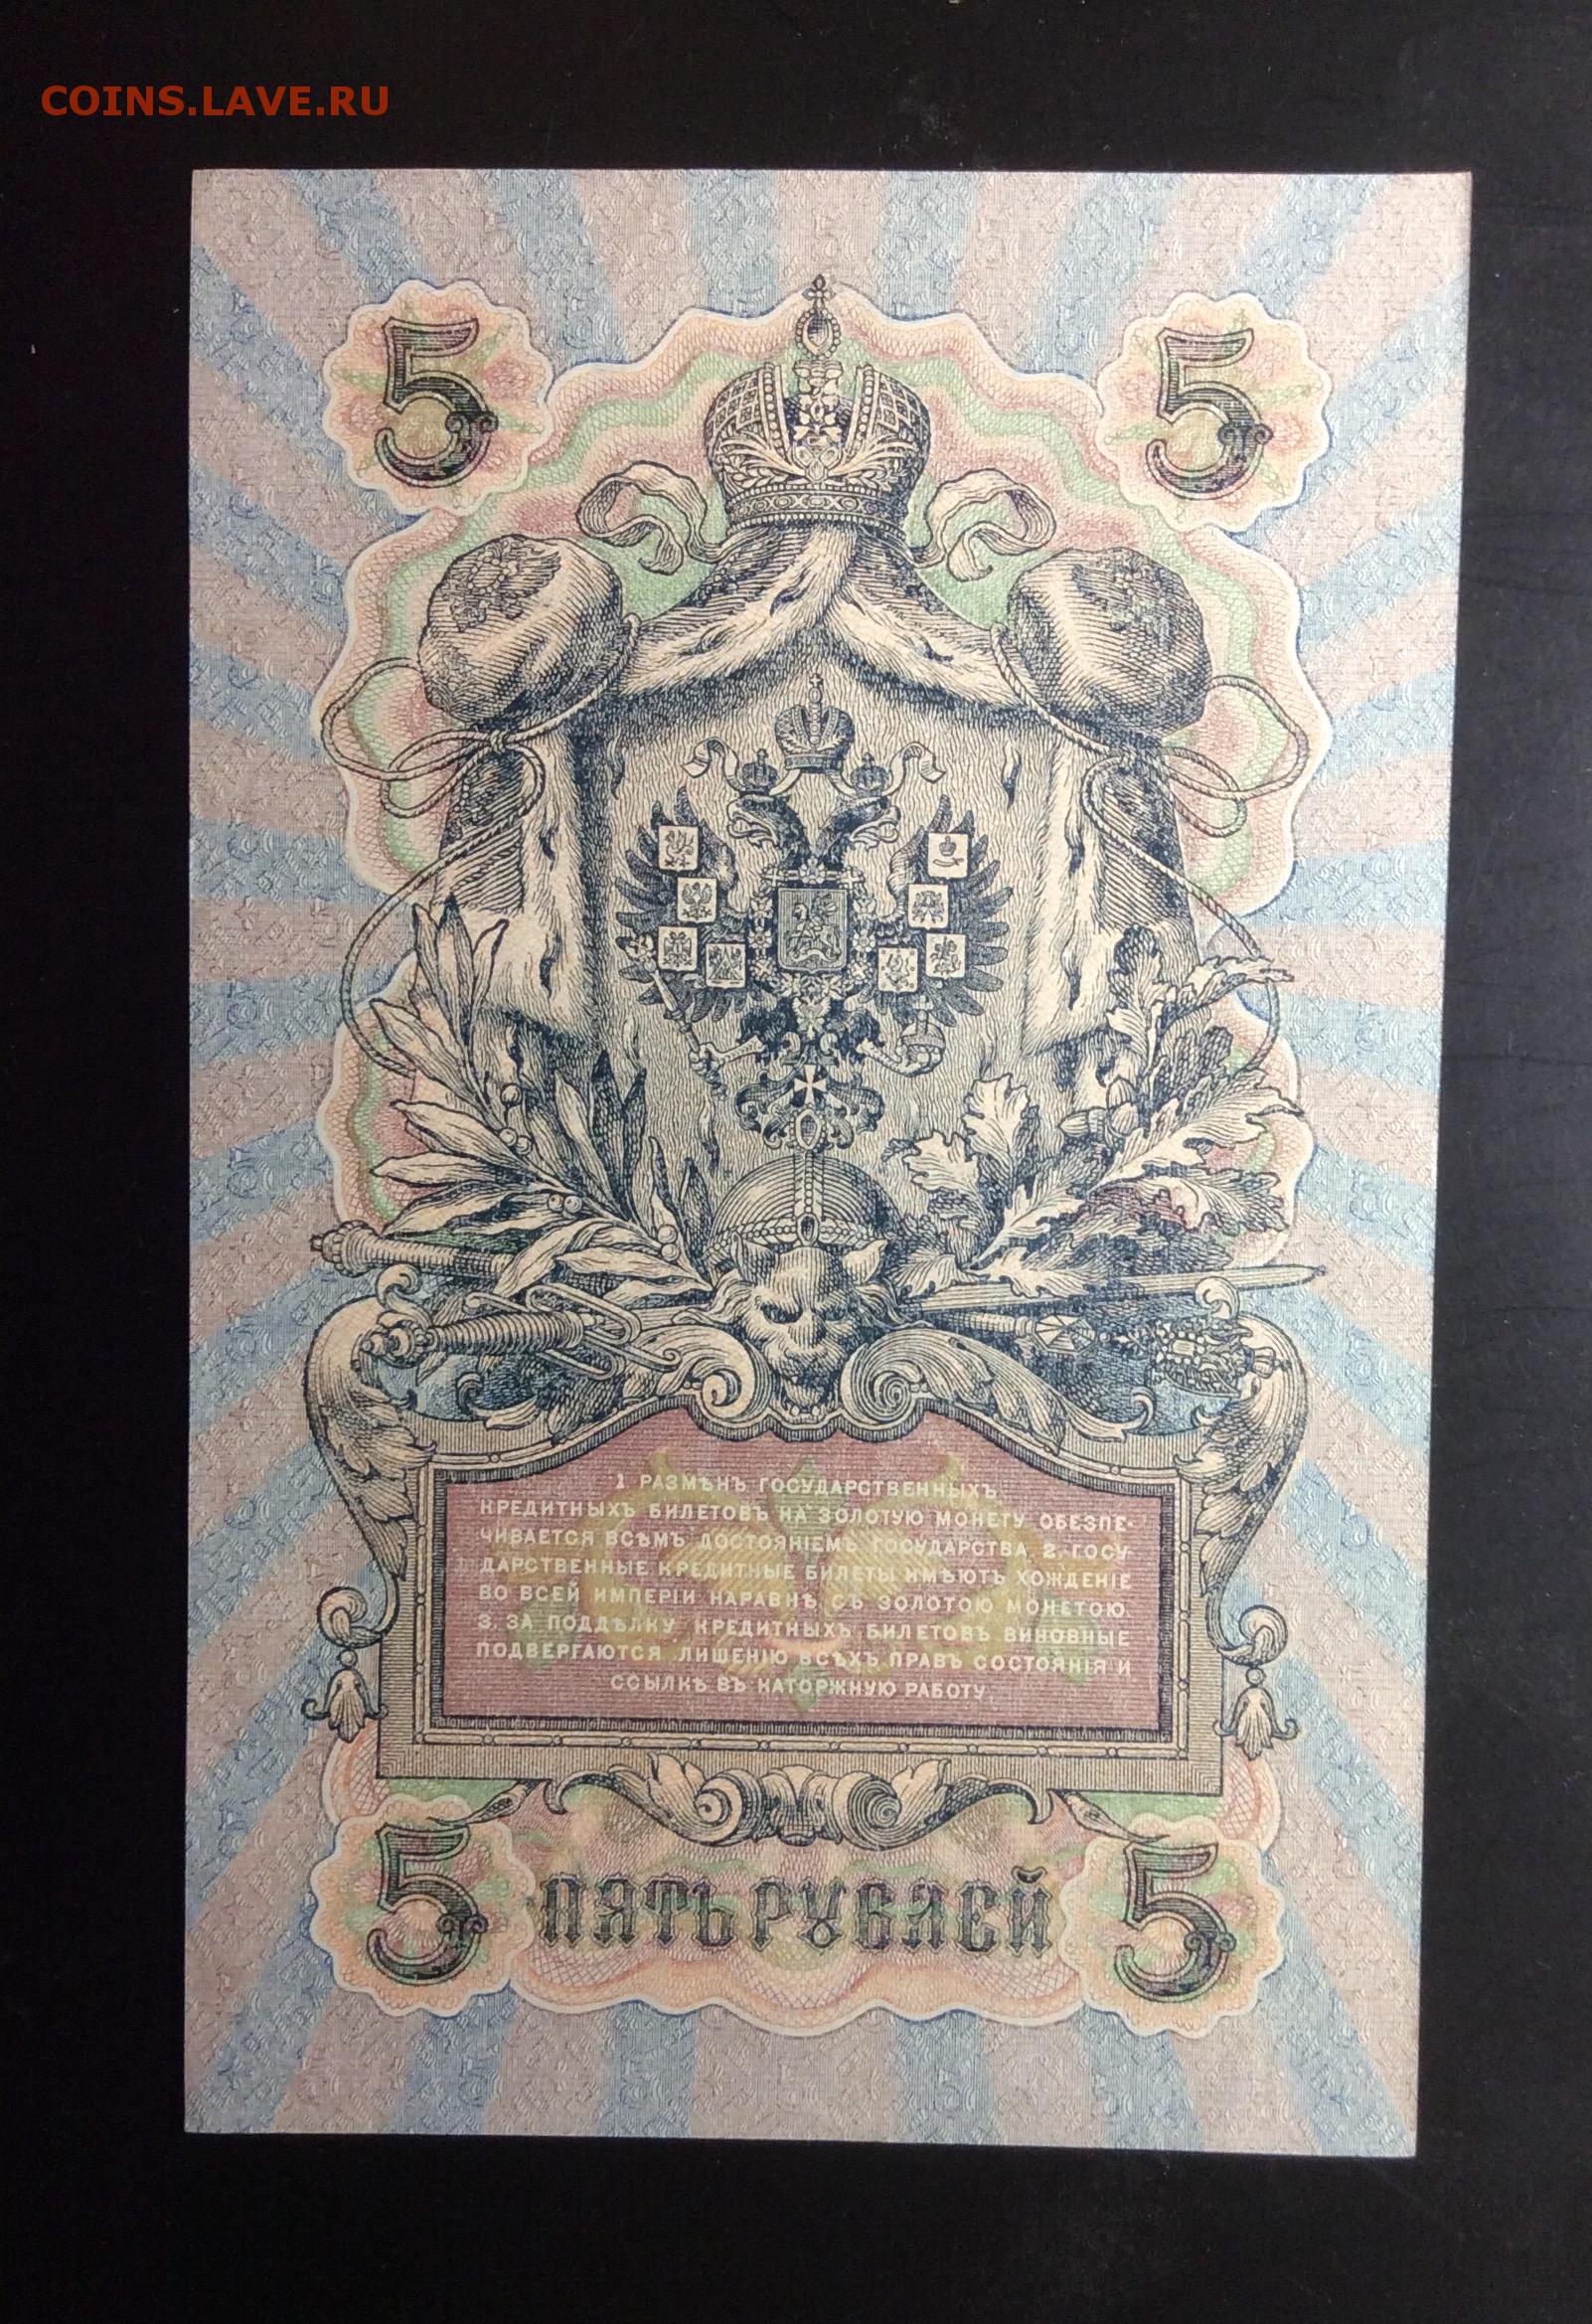 COINS.LAVE.RU
5 5
1 РАЗМѢНЪ ГОСУДАРСТВЕННЫХЪ
КРЕДИТНЫХЪ БИЛЕТОВЪ НА ЗОЛОТУЮ МОНЕТУ ОБЕЗПЕ-
ЧИВАЕТСЯ ВСѢМЪ ДОСТОЯНІЕМЪ ГОСУДАРСТВА 2. ГОСУ-
ДАРСТВЕННЫЕ КРЕДИТНЫЕ БИЛЕТЫ ИМѢЮТЪ ХОЖДЕНІЕ
ВО ВСЕЙ ИМПЕРІИ НАРАВНѢ СЪ ЗОЛОТОЮ МОНЕТОЮ.
3. ЗА ПОДДѢЛКУ КРЕДИТНЫХЪ БИЛЕТОВЪ ВИНОВНЫЕ
ПОДВЕРГАЮТСЯ ЛИШЕНІЮ ВСѢХЪ ПРАВЪ СОСТОЯНІЯ И
ССЫЛКѢ ВЪ КАТОРЖНУЮ РАБОТУ.
5 ПЯТЬ РУБЛЕЙ 5